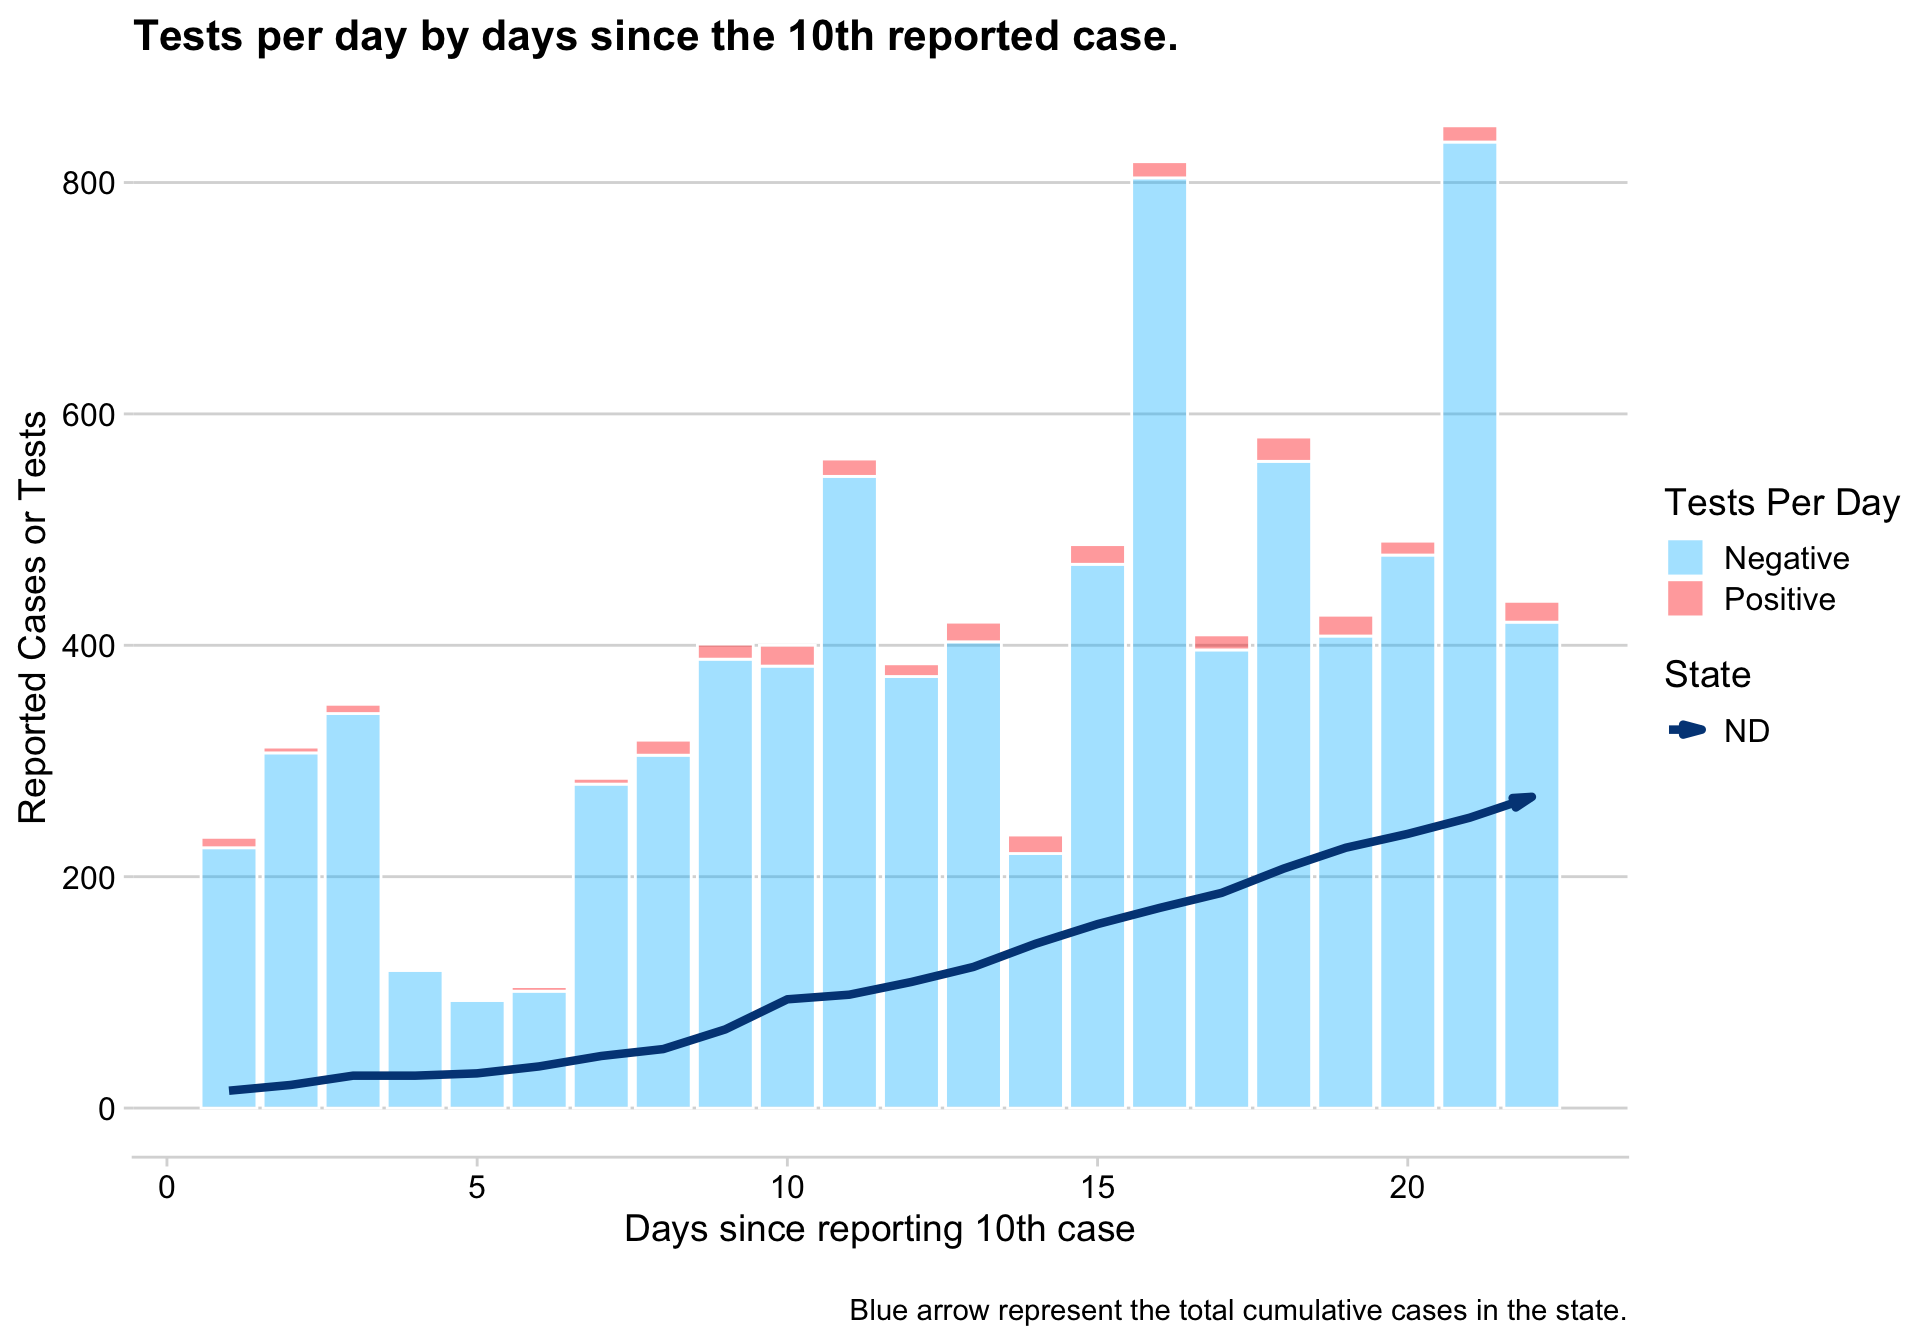 Tests per day by days since the 10th reported case.
Reported Cases or Tests
800
600
400
200
0
0 5 10 15 20
Days since reporting 10th case
Tests Per Day
Negative
Positive
State
ND
Blue arrow represent the total cumulative cases in the state.